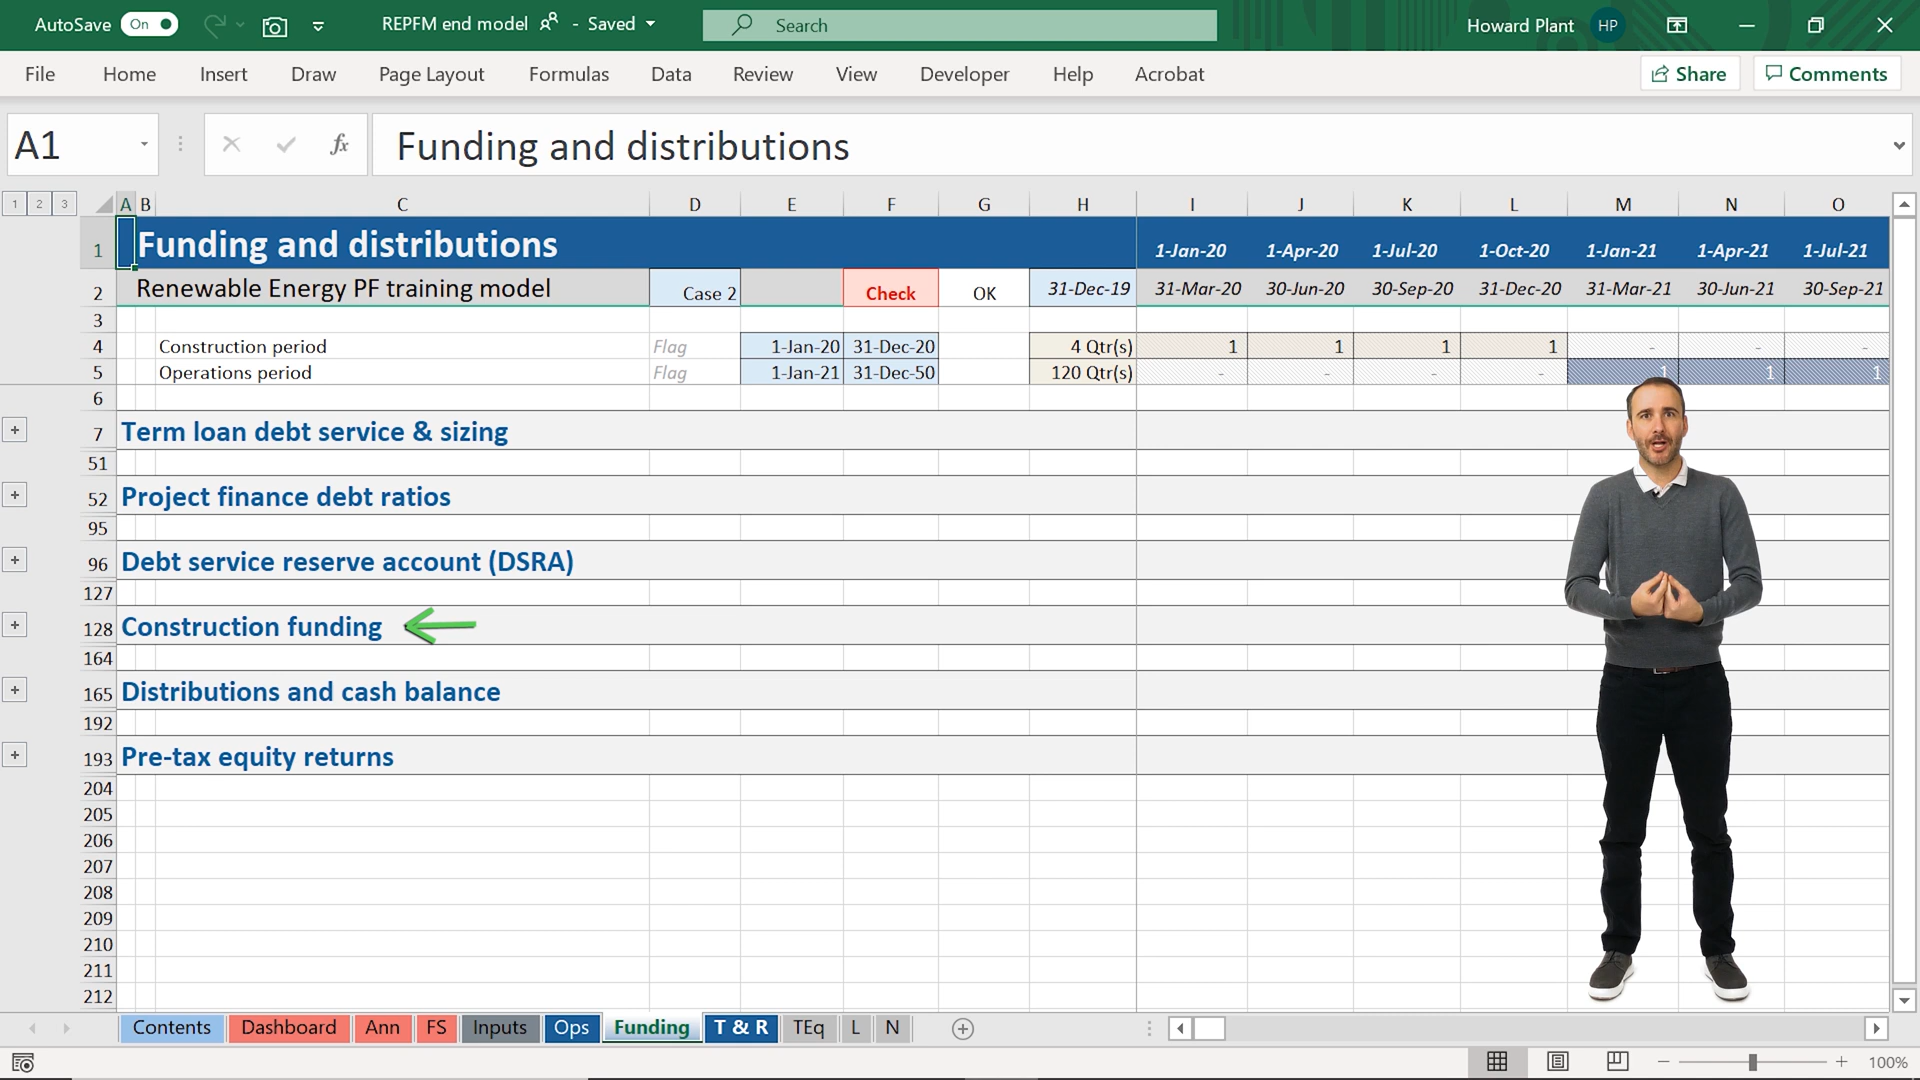 AutoSave On REPFM end model - Saved Search Howard Plant HP
File Home Insert Draw Page Layout Formulas Data Review View Developer Help Acrobat Share Comments
A1 fx Funding and distributions
1 2 3 A B C D E F G H I J K L M N O
1 Funding and distributions 1-Jan-20 1-Apr-20 1-Jul-20 1-Oct-20 1-Jan-21 1-Apr-21 1-Jul-21
2 Renewable Energy PF training model Case 2 Check OK 31-Dec-19 31-Mar-20 30-Jun-20 30-Sep-20 31-Dec-20 31-Mar-21 30-Jun-21 30-Sep-21
3
4 Construction period Flag 1-Jan-20 31-Dec-20 4 Qtr(s) 1 1 1 1 - - -
5 Operations period Flag 1-Jan-21 31-Dec-50 120 Qtr(s) - - - - 1 1 1
6
7 Term loan debt service & sizing
51
52 Project finance debt ratios
95
96 Debt service reserve account (DSRA)
127
128 Construction funding
164
165 Distributions and cash balance
192
193 Pre-tax equity returns
204
205
206
207
208
209
210
211
212
Contents Dashboard Ann FS Inputs Ops Funding T & R TEq L N
100%